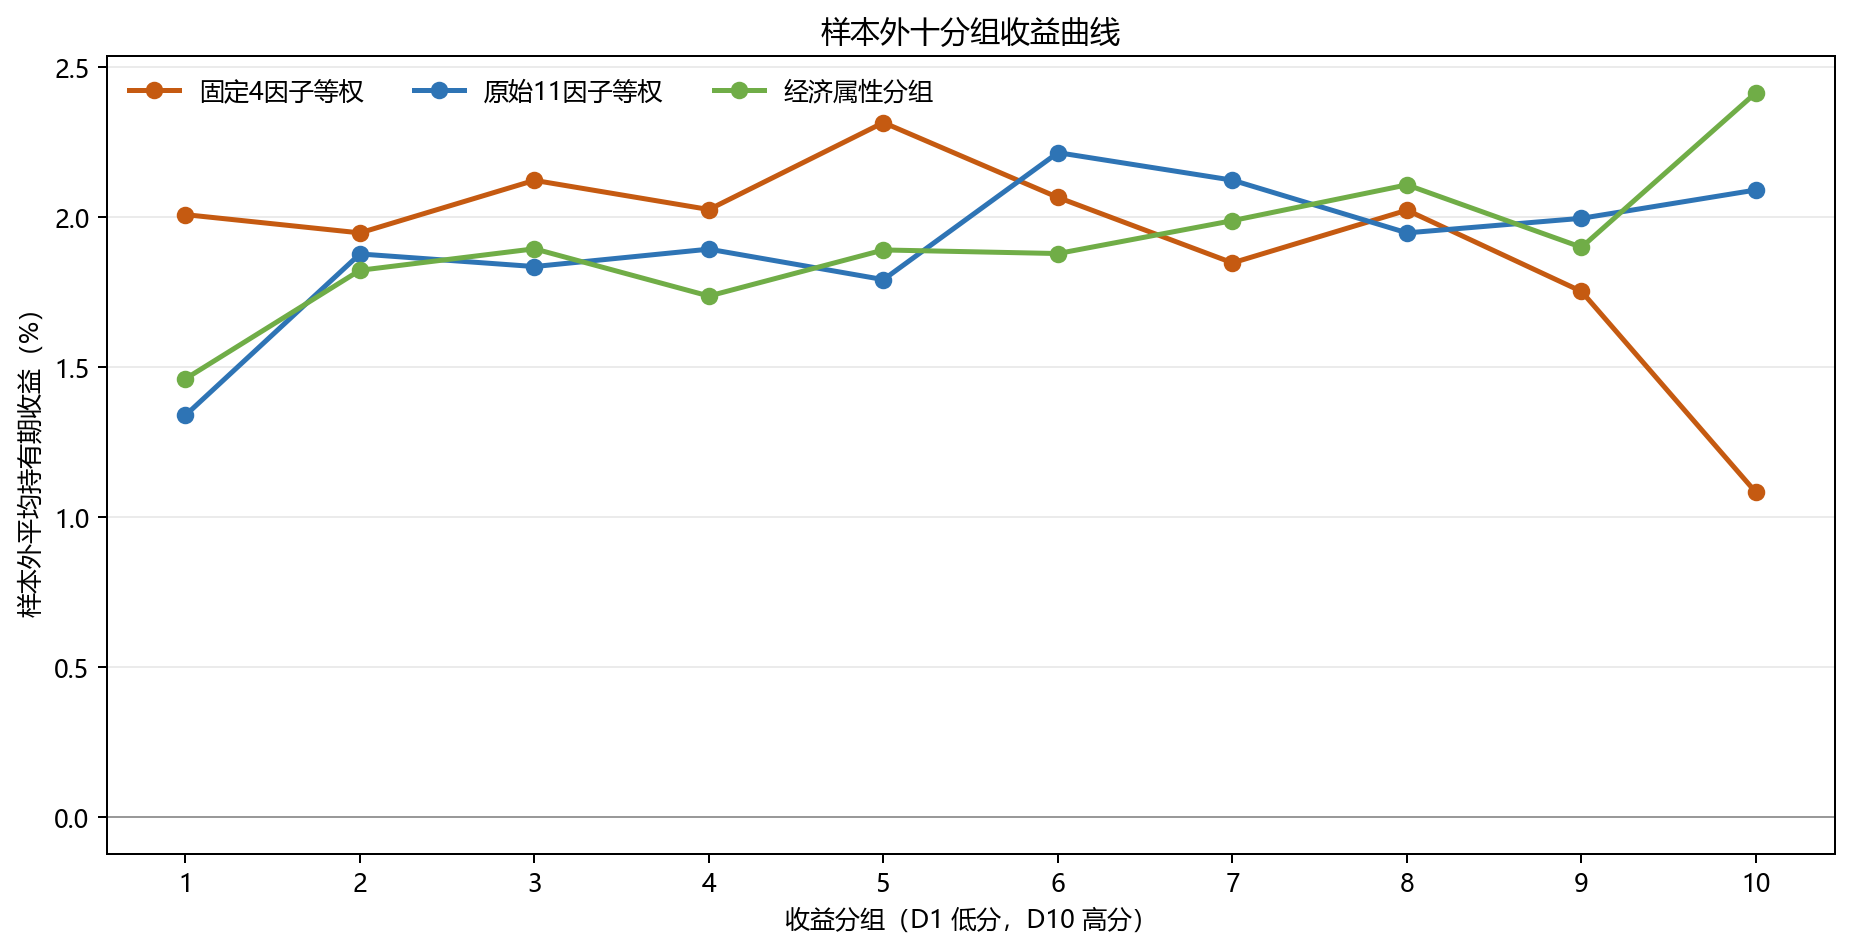 样本外十分组收益曲线
固定4因子等权
原始11因子等权
经济属性分组
样本外平均持有期收益（%）
2.5
2.0
1.5
1.0
0.5
0.0
1 2 3 4 5 6 7 8 9 10
收益分组（D1 低分，D10 高分）